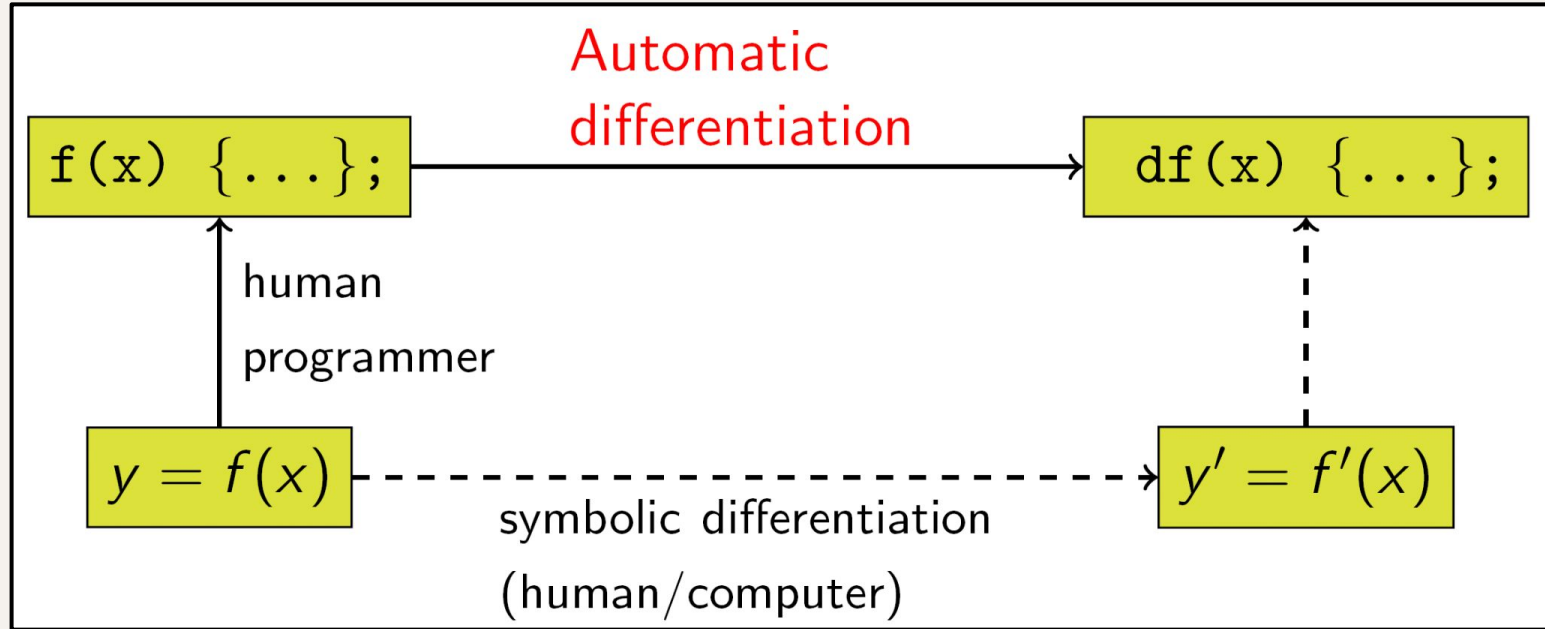 Automatic
differentiation
f(x) {...};
df(x) {...};
human
programmer
y = f(x)
y′ = f′(x)
symbolic differentiation
(human/computer)